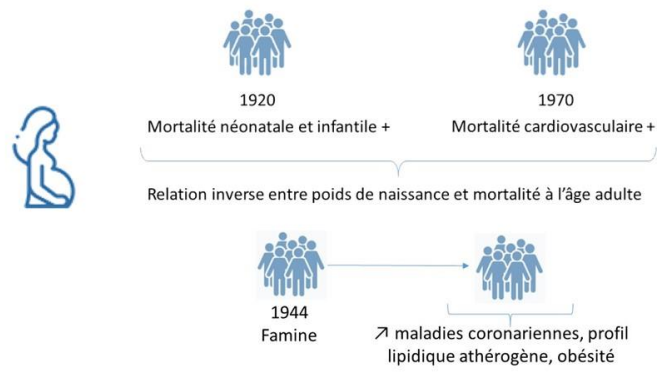 1920
Mortalité néonatale et infantile +
1970
Mortalité cardiovasculaire +
Relation inverse entre poids de naissance et mortalité à l’âge adulte
1944
Famine
↗ maladies coronariennes, profil
lipidique athérogène, obésité